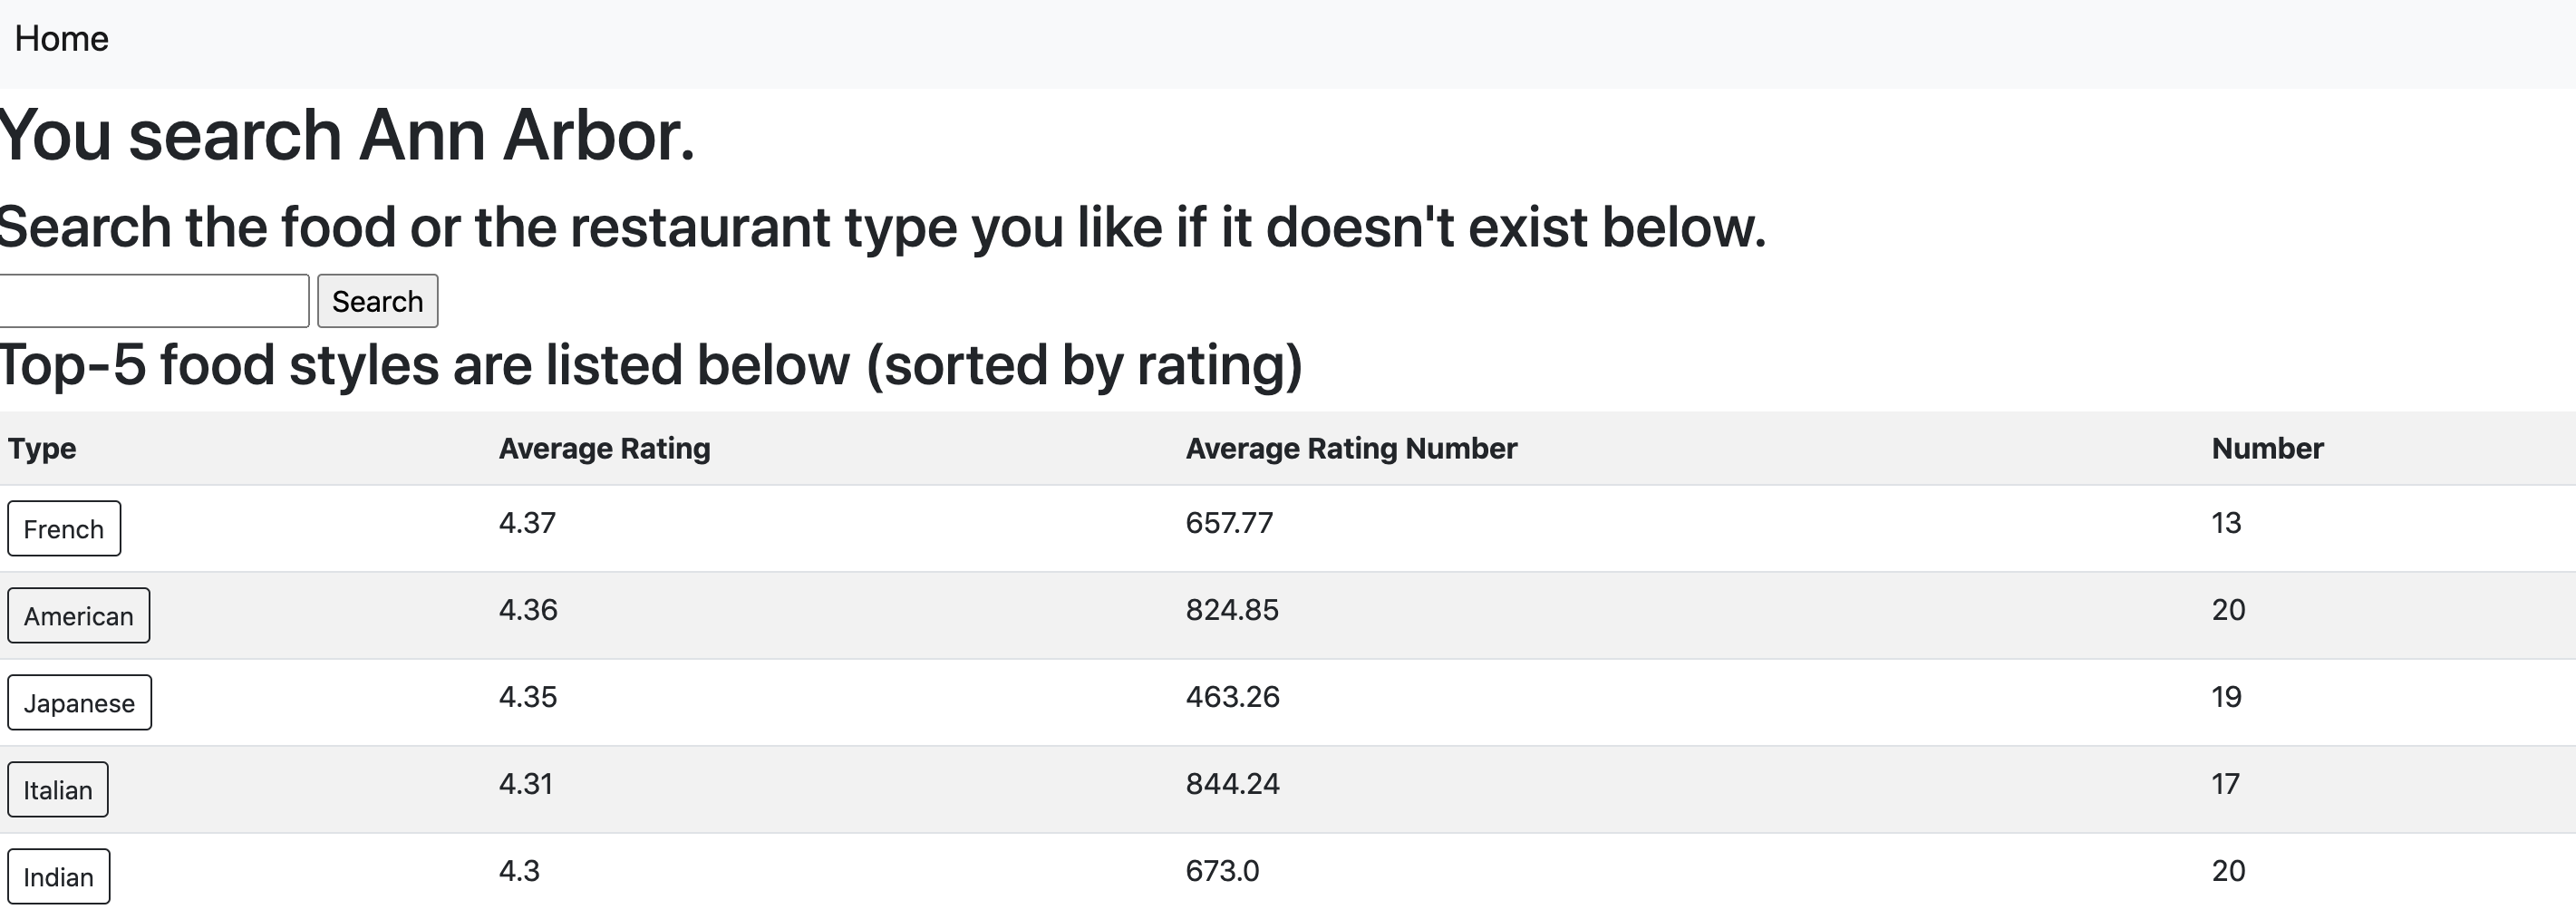 Home
You search Ann Arbor.
Search the food or the restaurant type you like if it doesn't exist below.
Search
Top-5 food styles are listed below (sorted by rating)
Type Average Rating Average Rating Number Number
French 4.37 657.77 13
American 4.36 824.85 20
Japanese 4.35 463.26 19
Italian 4.31 844.24 17
Indian 4.3 673.0 20